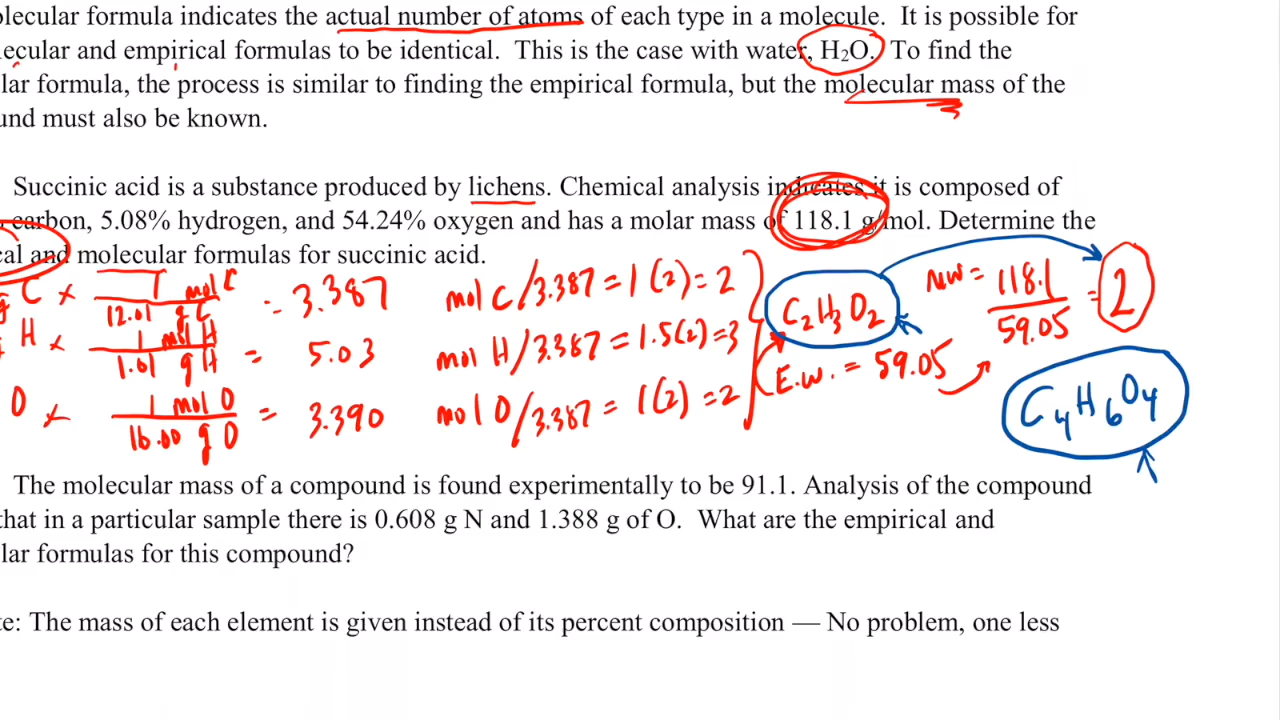 lecular formula indicates the actual number of atoms of each type in a molecule. It is possible for
ecular and empirical formulas to be identical. This is the case with water, H₂O. To find the
lar formula, the process is similar to finding the empirical formula, but the molecular mass of the
und must also be known.
Succinic acid is a substance produced by lichens. Chemical analysis indicates it is composed of
carbon, 5.08% hydrogen, and 54.24% oxygen and has a molar mass of 118.1 g/mol. Determine the
cal and molecular formulas for succinic acid.
g C × 1 mol C / 12.01 g C = 3.387 mol C/3.387 = 1 (2) = 2
H × 1 mol H / 1.01 g H = 5.03 mol H/3.387 = 1.5(2) = 3
O × 1 mol O / 16.00 g O = 3.390 mol O/3.387 = 1(2) = 2
C₂H₃O₂
E.W. = 59.05
MW = 118.1 / 59.05 = 2
C₄H₆O₄
The molecular mass of a compound is found experimentally to be 91.1. Analysis of the compound
that in a particular sample there is 0.608 g N and 1.388 g of O. What are the empirical and
lar formulas for this compound?
te: The mass of each element is given instead of its percent composition — No problem, one less